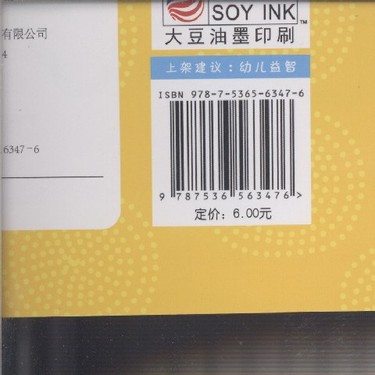 SOY INK
TM
大豆油墨印刷
有限公司
4
6347-6
上架建议：幼儿益智
ISBN 978-7-5365-6347-6
9 787536 563476 >
定价：6.00元